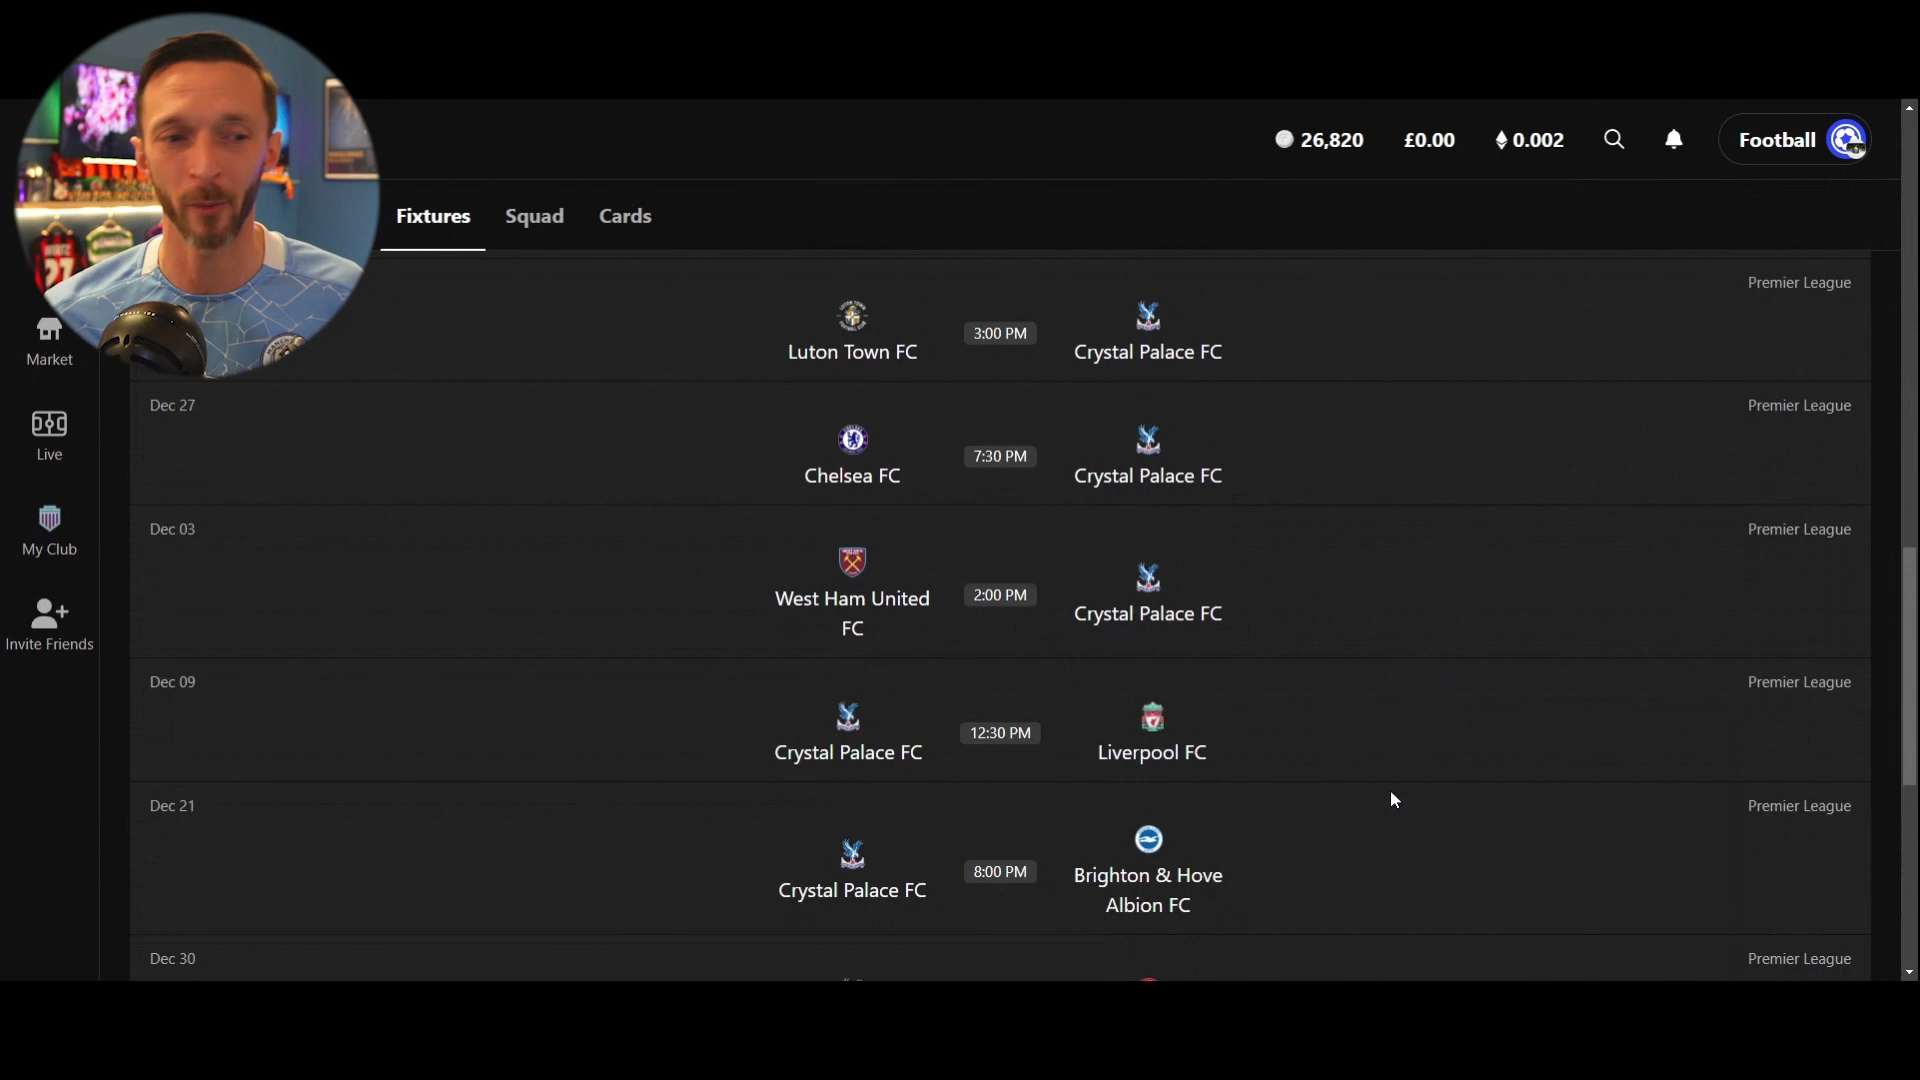 26,820
£0.00
0.002
Football
Fixtures
Squad
Cards
Premier League
Luton Town FC
3:00 PM
Crystal Palace FC
Market
Dec 27
Premier League
Chelsea FC
7:30 PM
Crystal Palace FC
Live
Dec 03
Premier League
West Ham United
FC
2:00 PM
Crystal Palace FC
My Club
Invite Friends
Dec 09
Premier League
Crystal Palace FC
12:30 PM
Liverpool FC
Dec 21
Premier League
Crystal Palace FC
8:00 PM
Brighton & Hove
Albion FC
Dec 30
Premier League
27